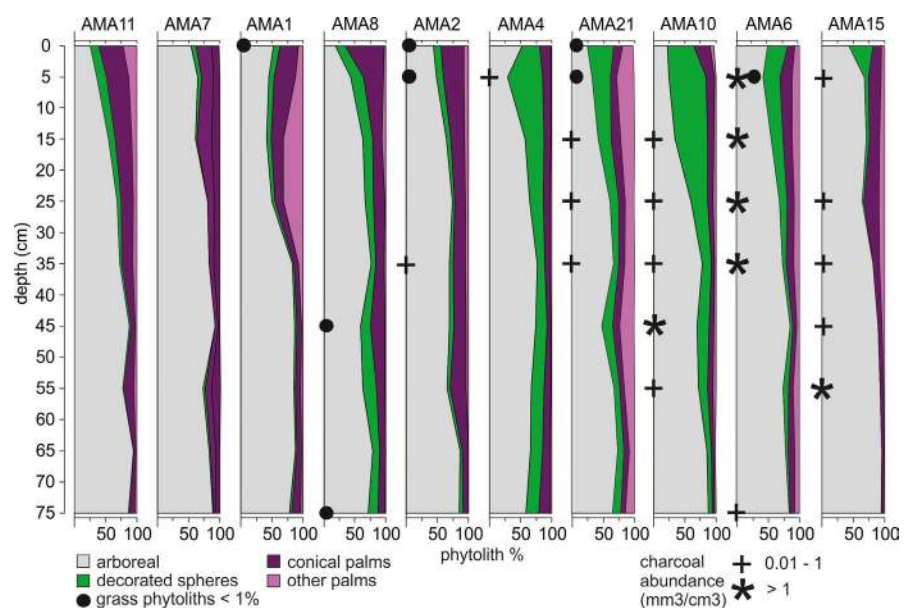 AMA11 AMA7 AMA1 AMA8 AMA2 AMA4 AMA21 AMA10 AMA6 AMA15
depth (cm)
0
5
10
15
20
25
30
35
40
45
50
55
60
65
70
75
50 100 50 100 50 100 50 100 50 100 50 100 50 100 50 100 50 100 50 100
phytolith %
arboreal
decorated spheres
grass phytoliths < 1%
conical palms
other palms
charcoal
abundance
(mm3/cm3)
0.01 - 1
> 1